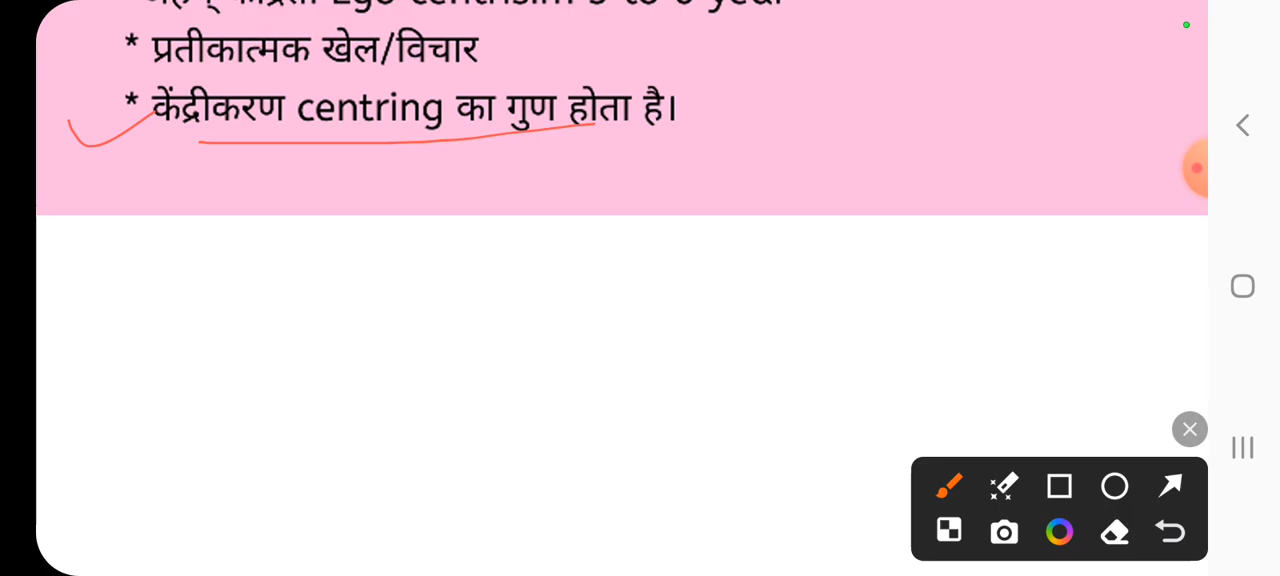 * प्रतीकात्मक खेल/विचार
* केंद्रीकरण centring का गुण होता है।